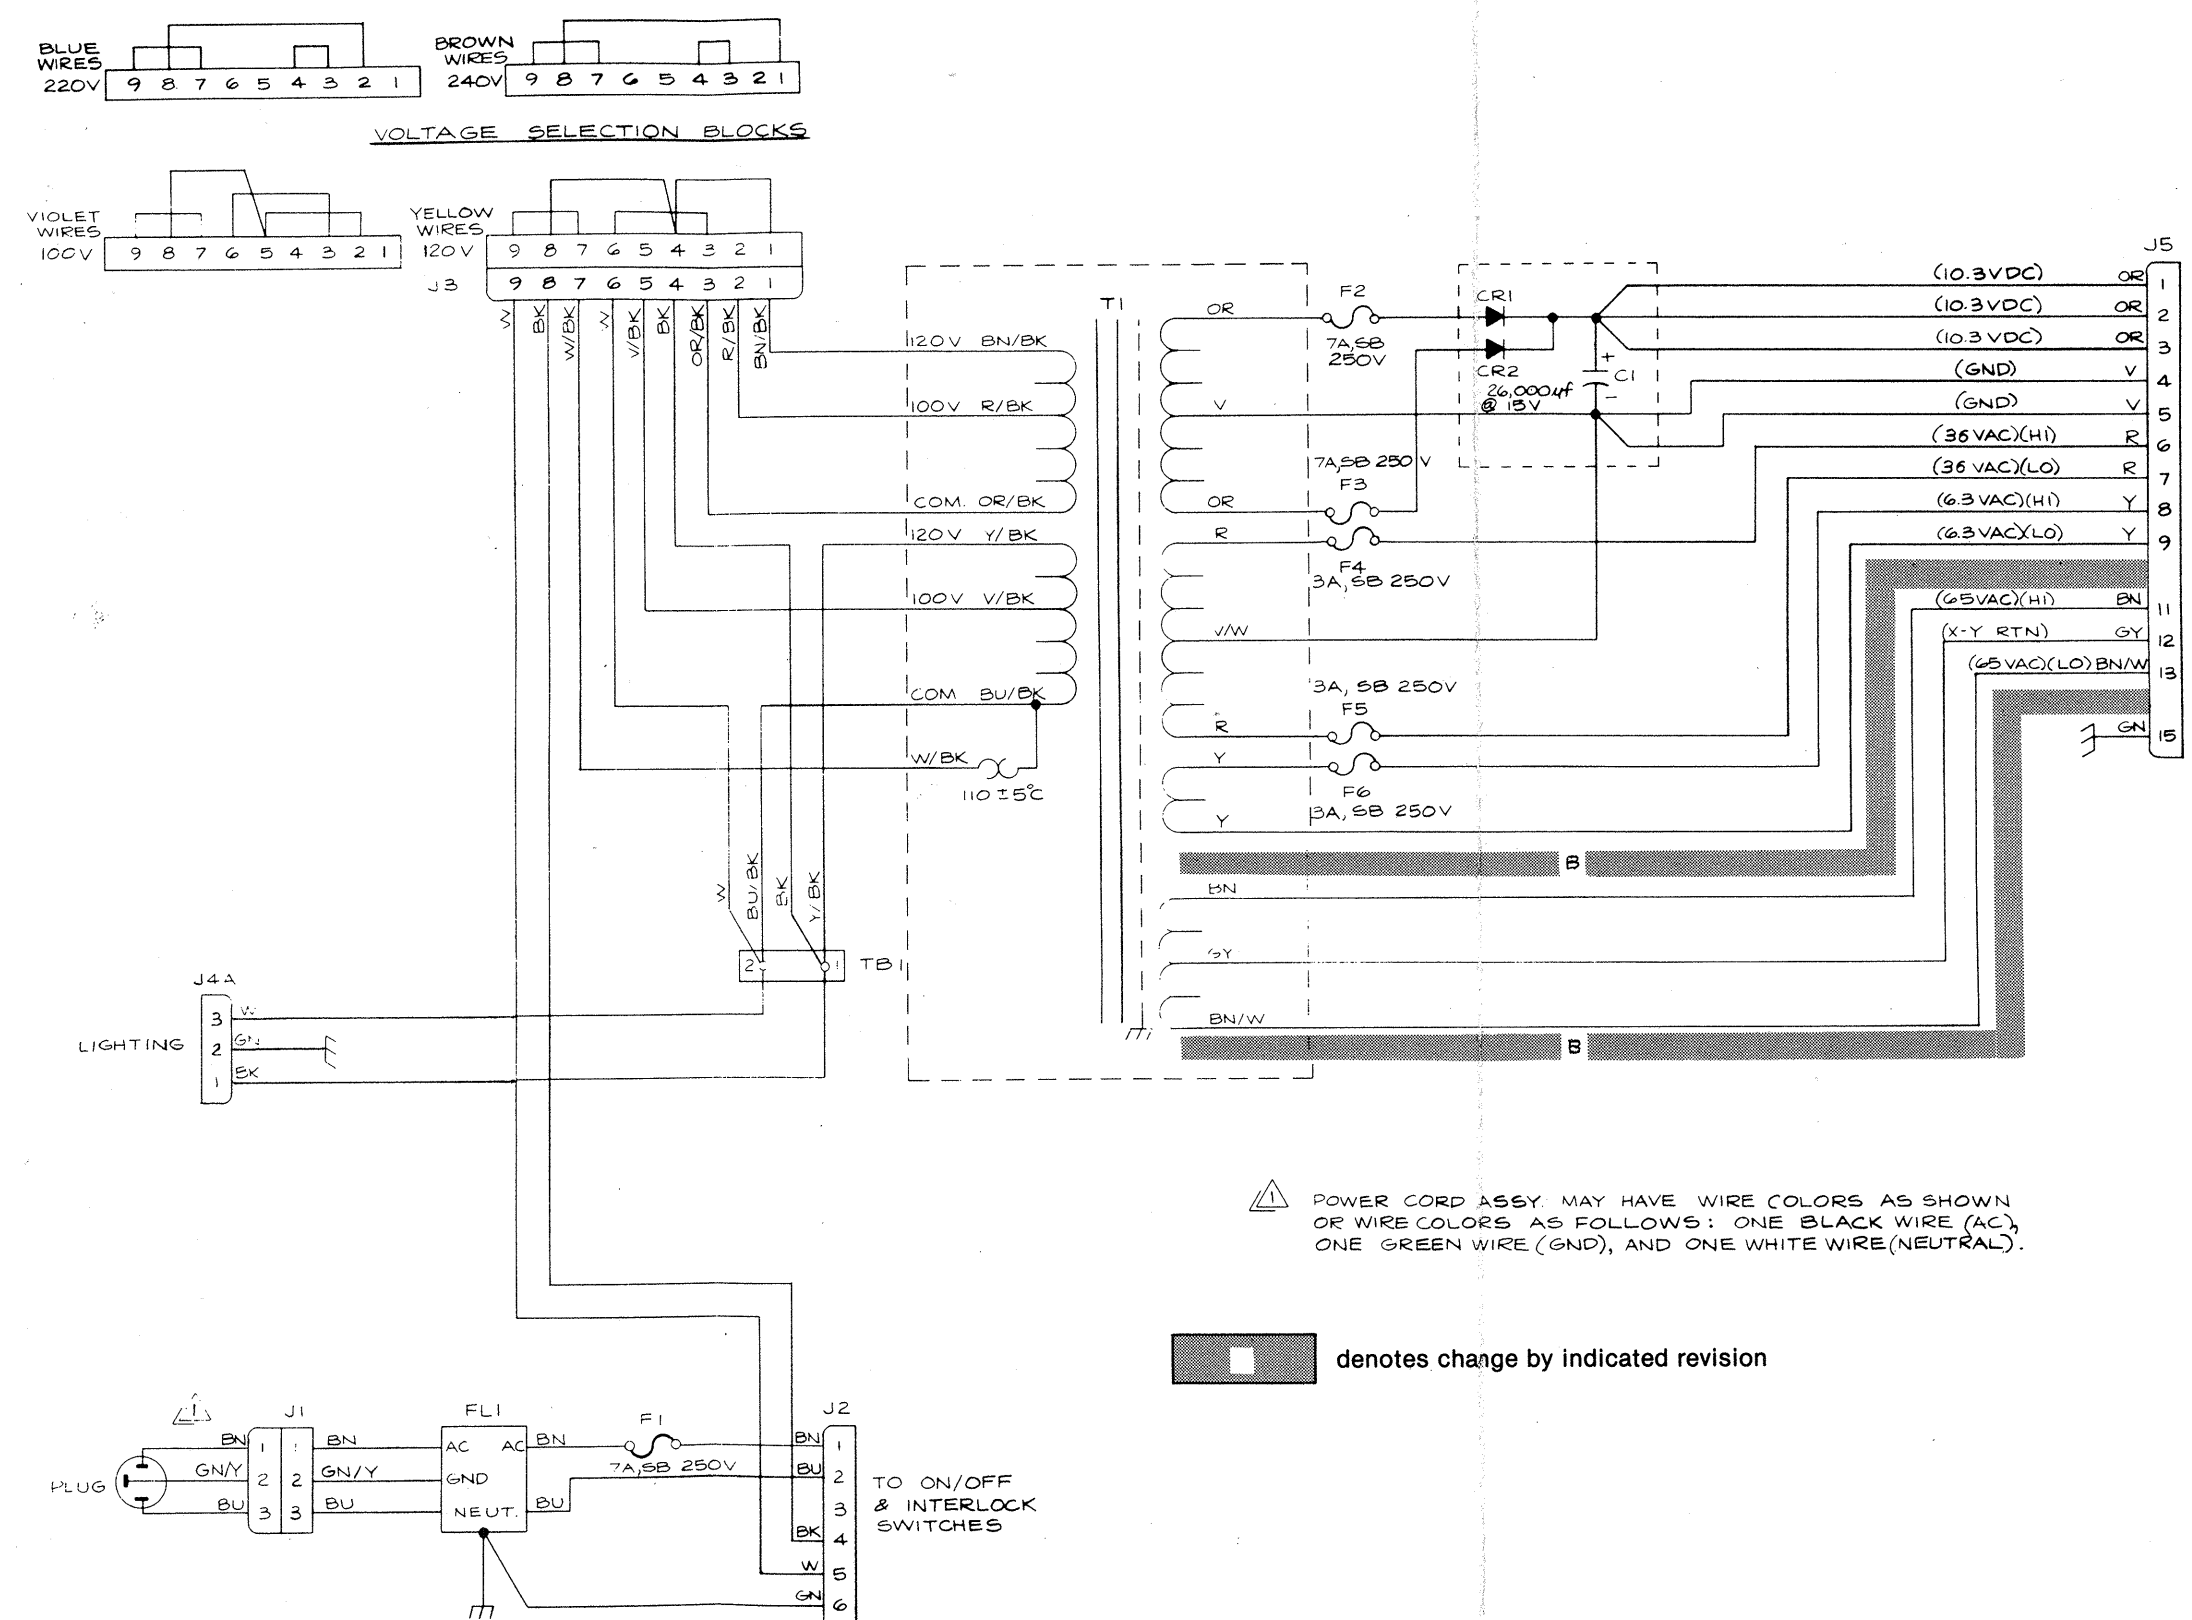 BLUE WIRES 220V
9 8 7 6 5 4 3 2 1
BROWN WIRES 240V
9 8 7 6 5 4 3 2 1
VOLTAGE SELECTION BLOCKS
VIOLET WIRES 100V
9 8 7 6 5 4 3 2 1
YELLOW WIRES 120V
9 8 7 6 5 4 3 2 1
J3
9 8 7 6 5 4 3 2 1
W BK W/BK W V/BK BK OR/BK R/BK BN/BK
T1
120V BN/BK
100V R/BK
COM. OR/BK
120V Y/BK
100V V/BK
COM BU/BK
W/BK
110 ±5°C
OR
V
OR
R
V/W
R
Y
Y
BN
GY
BN/W
F2
7A,SB
250V
7A,SB 250V
F3
F4
3A, SB 250V
3A, SB 250V
F5
F6
3A, SB 250V
CR1
CR2
26,000uf
@ 15V
+
C1
-
J5
(10.3VDC) OR 1
(10.3VDC) OR 2
(10.3 VDC) OR 3
(GND) V 4
(GND) V 5
(36VAC)(HI) R 6
(36 VAC)(LO) R 7
(6.3 VAC)(HI) Y 8
(6.3 VAC)(LO) Y 9
(65VAC)(HI) BN 11
(X-Y RTN) GY 12
(65VAC)(LO) BN/W 13
GN 15
B
B
W BU/BK BK Y/BK
2 1 TB1
J4A
LIGHTING
3 W
2 GN
1 BK
1 POWER CORD ASSY. MAY HAVE WIRE COLORS AS SHOWN
OR WIRE COLORS AS FOLLOWS: ONE BLACK WIRE (AC),
ONE GREEN WIRE (GND), AND ONE WHITE WIRE (NEUTRAL).
denotes change by indicated revision
1
J1
FL1
F1
7A,SB 250V
J2
PLUG
BN 1 1 BN AC AC BN BN 1
GN/Y 2 2 GN/Y GND BU 2
BU 3 3 BU NEUT. BU 3
BK 4
W 5
GN 6
TO ON/OFF
& INTERLOCK
SWITCHES